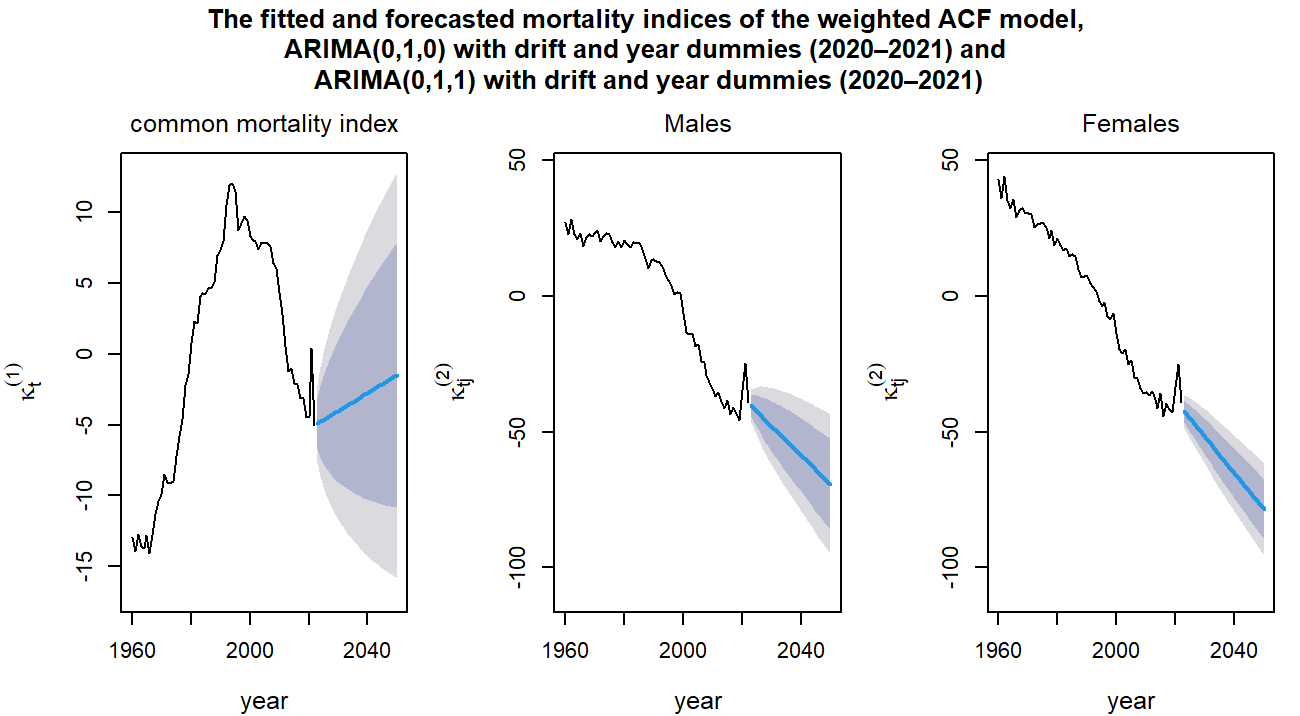 The fitted and forecasted mortality indices of the weighted ACF model,
ARIMA(0,1,0) with drift and year dummies (2020–2021) and
ARIMA(0,1,1) with drift and year dummies (2020–2021)
common mortality index
κt(1)
10
5
0
-5
-10
-15
1960 2000 2040
year
Males
κtj(2)
50
0
-50
-100
1960 2000 2040
year
Females
κtj(2)
50
0
-50
-100
1960 2000 2040
year